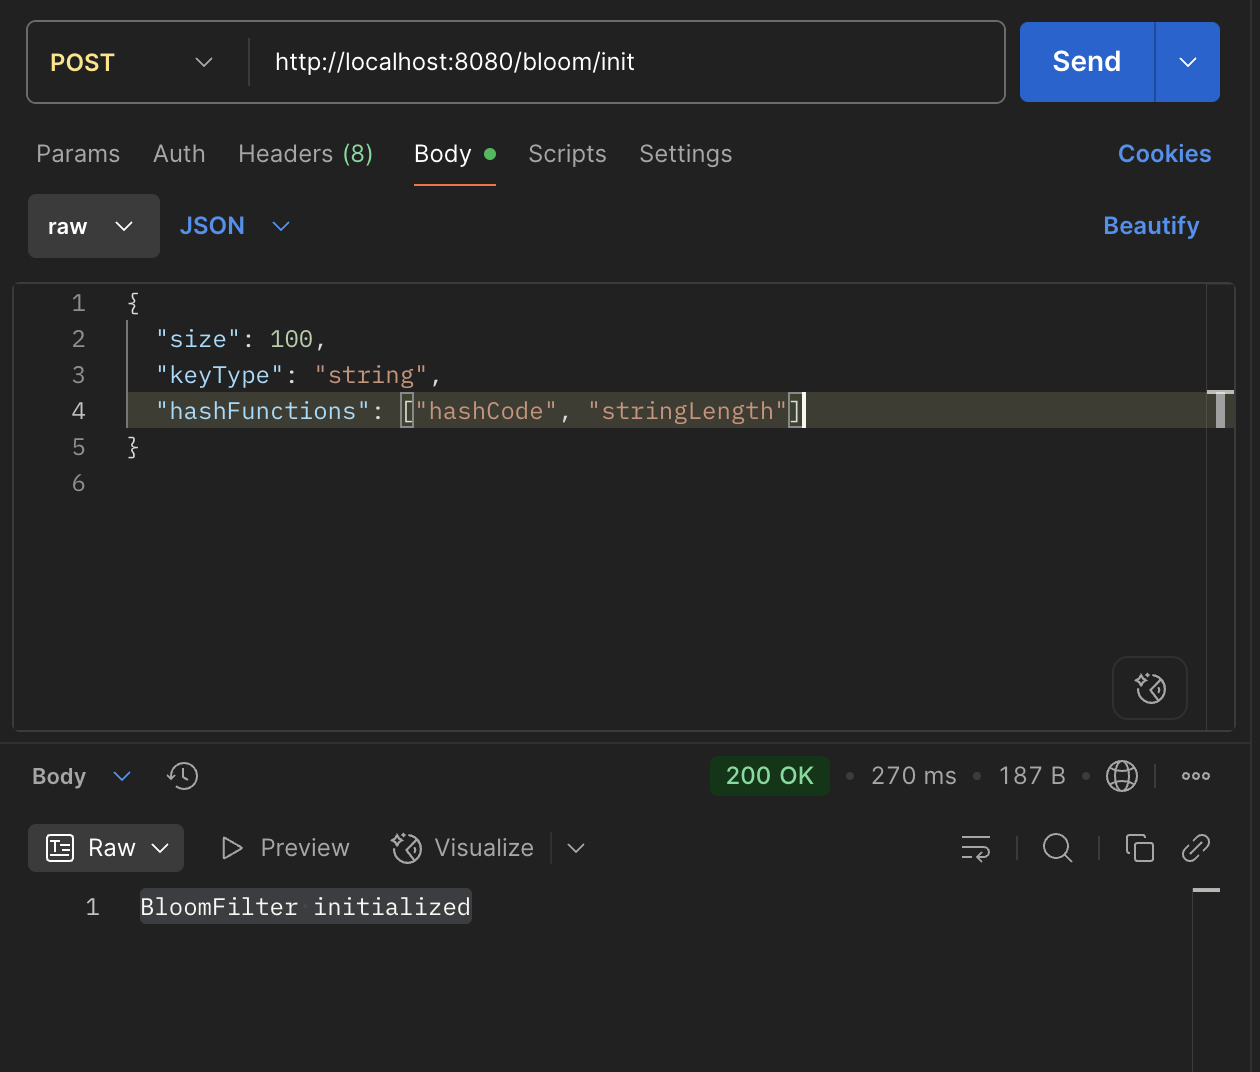 POST http://localhost:8080/bloom/init Send
Params Auth Headers (8) Body Scripts Settings Cookies
raw JSON Beautify
1 {
2 "size": 100,
3 "keyType": "string",
4 "hashFunctions": ["hashCode", "stringLength"]
5 }
6
Body 200 OK • 270 ms • 187 B •
Raw Preview Visualize
1 BloomFilter initialized